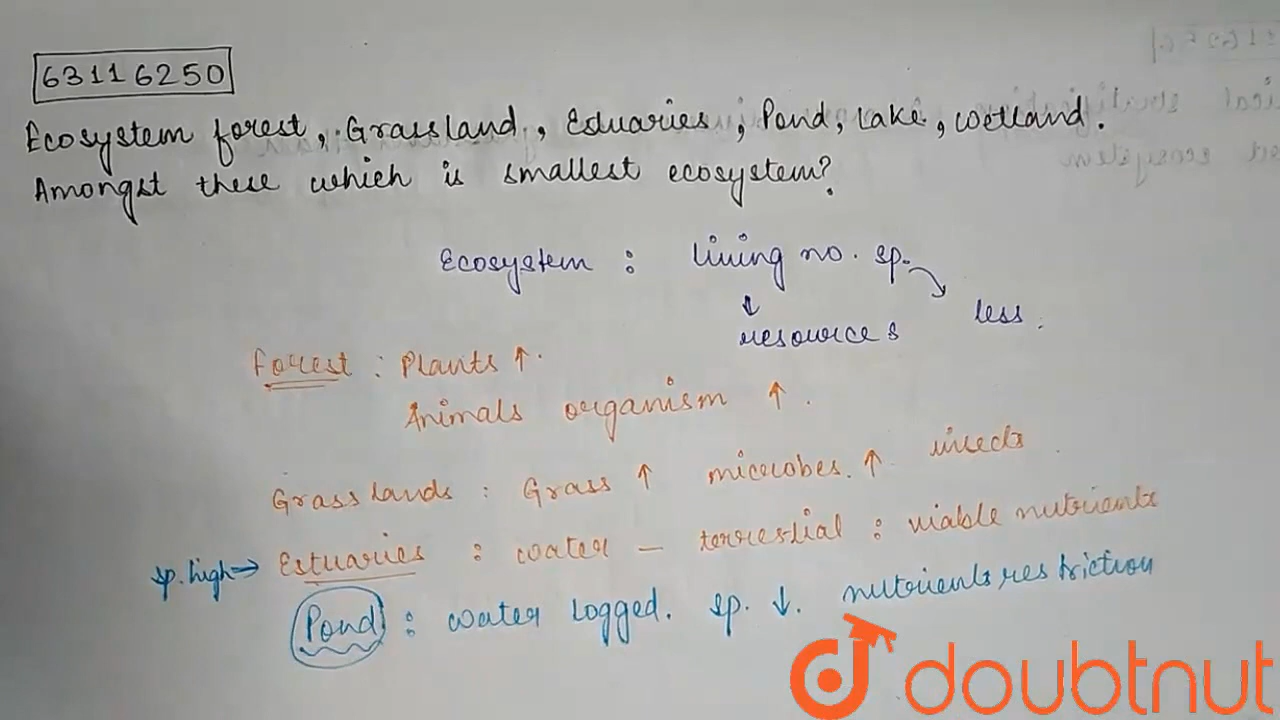 63116250
Ecosystem forest, Grassland, Estuaries, Pond, Lake, wetland.
Amongst these which is smallest ecosystem?
Ecosystem : living no. sp.
↓ resources
less.
Forest : Plants ↑.
Animals organism ↑.
Grasslands : Grass ↑ microbes. ↑ insects.
sp. high → Estuaries : water – terrestial : viable nutrients
Pond : water logged. sp. ↓. nutrients restriction
doubtnut